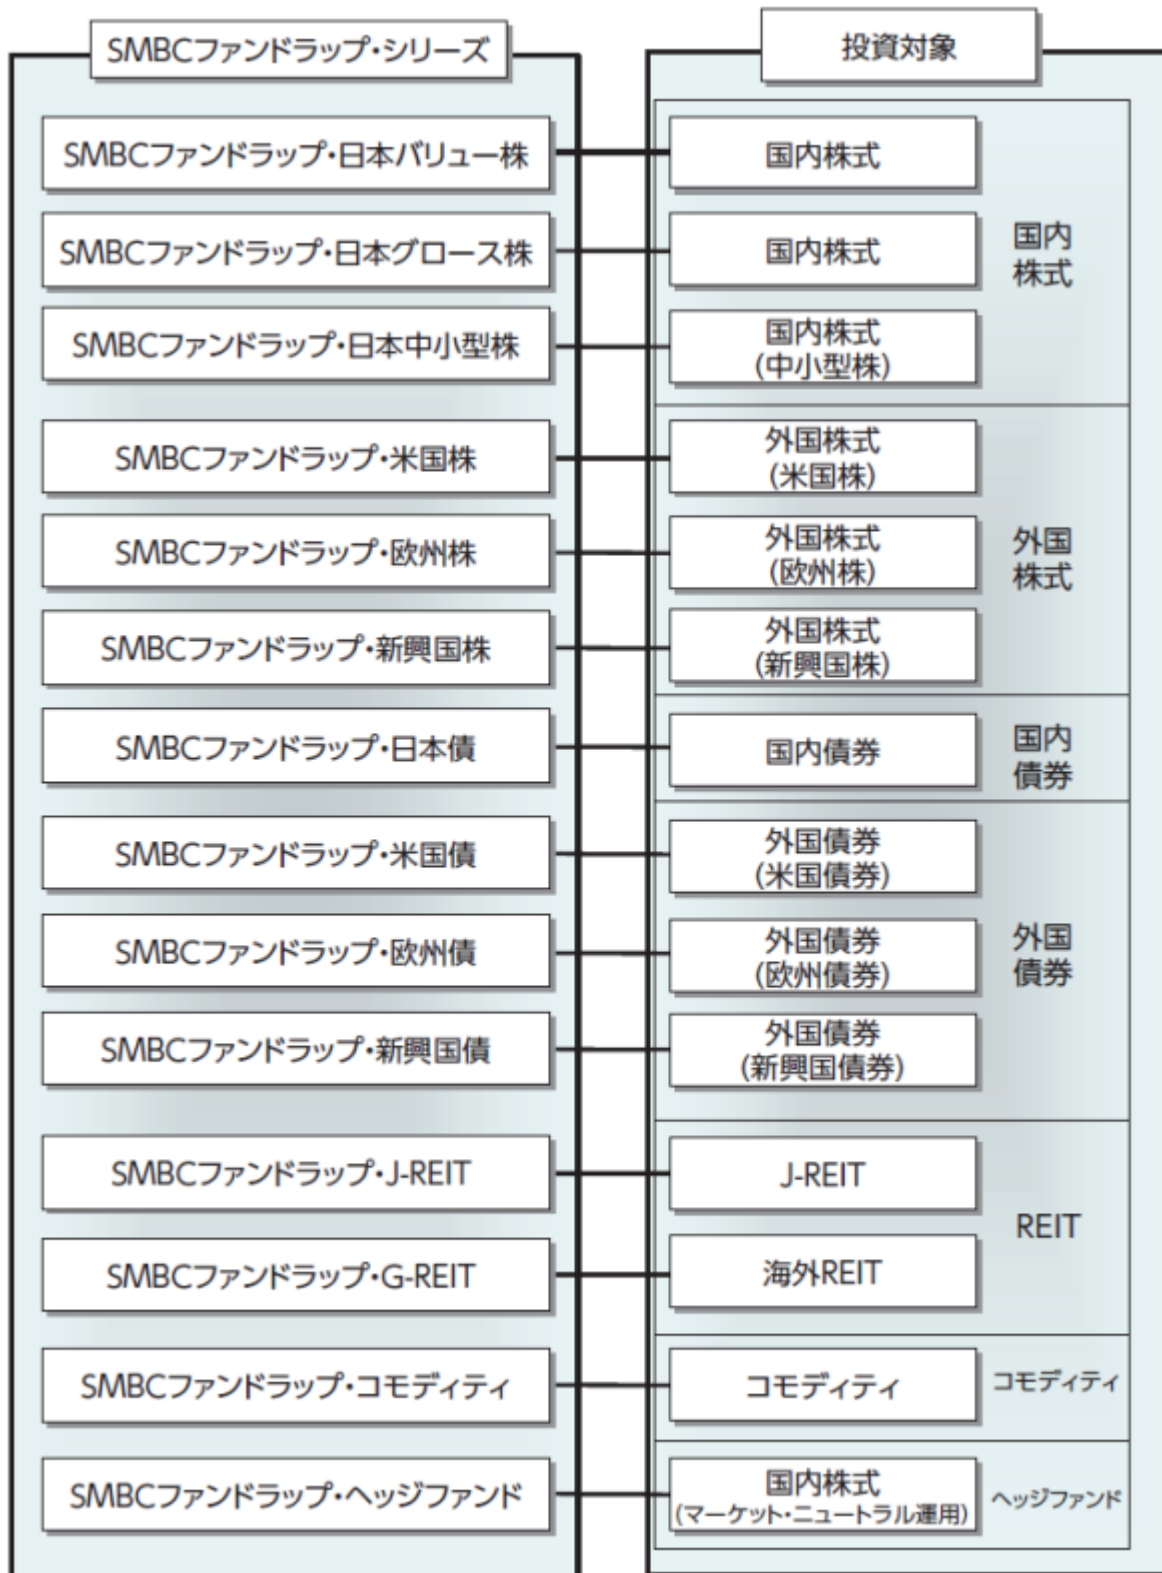 SMBCファンドラップ・シリーズ
投資対象
SMBCファンドラップ・日本バリュー株
国内株式
SMBCファンドラップ・日本グロース株
国内株式
国内
株式
SMBCファンドラップ・日本中小型株
国内株式
(中小型株)
SMBCファンドラップ・米国株
外国株式
(米国株)
SMBCファンドラップ・欧州株
外国株式
(欧州株)
外国
株式
SMBCファンドラップ・新興国株
外国株式
(新興国株)
SMBCファンドラップ・日本債
国内債券
国内
債券
SMBCファンドラップ・米国債
外国債券
(米国債券)
SMBCファンドラップ・欧州債
外国債券
(欧州債券)
外国
債券
SMBCファンドラップ・新興国債
外国債券
(新興国債券)
SMBCファンドラップ・J-REIT
J-REIT
REIT
SMBCファンドラップ・G-REIT
海外REIT
SMBCファンドラップ・コモディティ
コモディティ
コモディティ
SMBCファンドラップ・ヘッジファンド
国内株式
(マーケット・ニュートラル運用)
ヘッジファンド